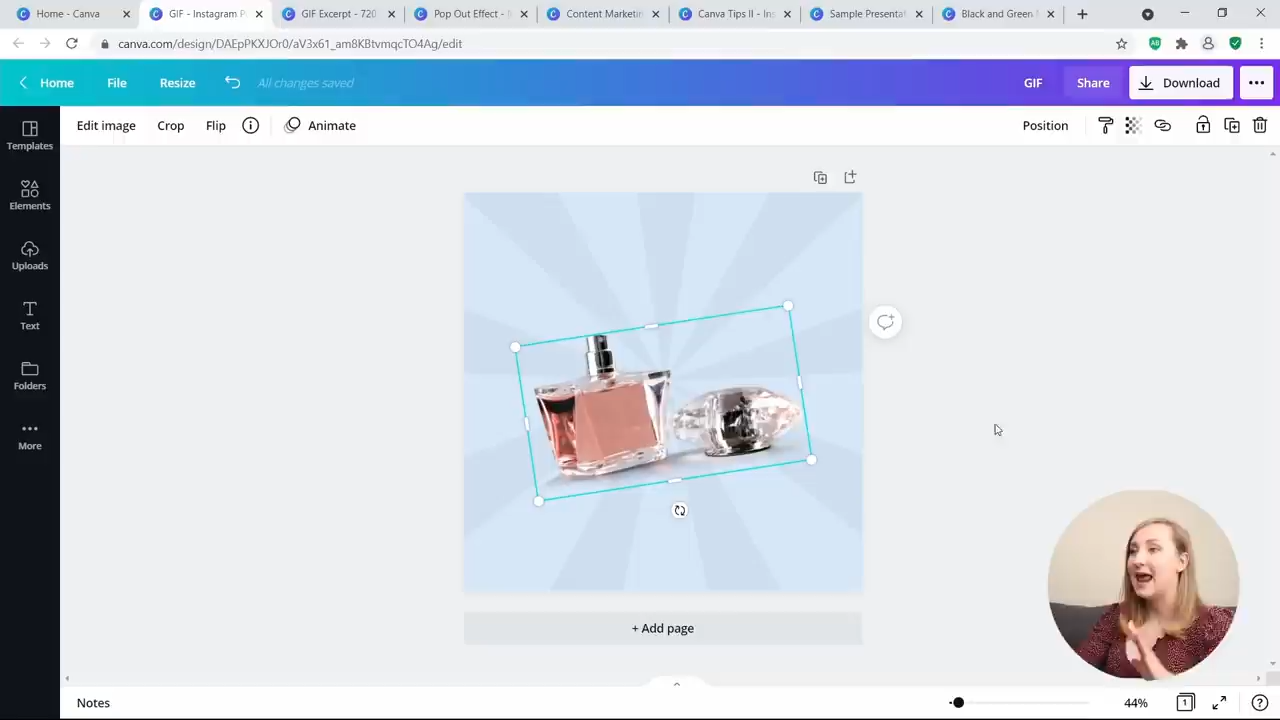 Home - Canva
GIF - Instagram P
GIF Excerpt - 720
Pop Out Effect -
Content Marketin
Canva Tips II - Ins
Sample Presentat
Black and Green
canva.com/design/DAEpPKXJOr0/aV3x61_am8KBtvmqcTO4Ag/edit
Home File Resize All changes saved GIF Share Download
Edit image Crop Flip Animate Position
Templates
Elements
Uploads
Text
Folders
More
+ Add page
Notes 44% 1